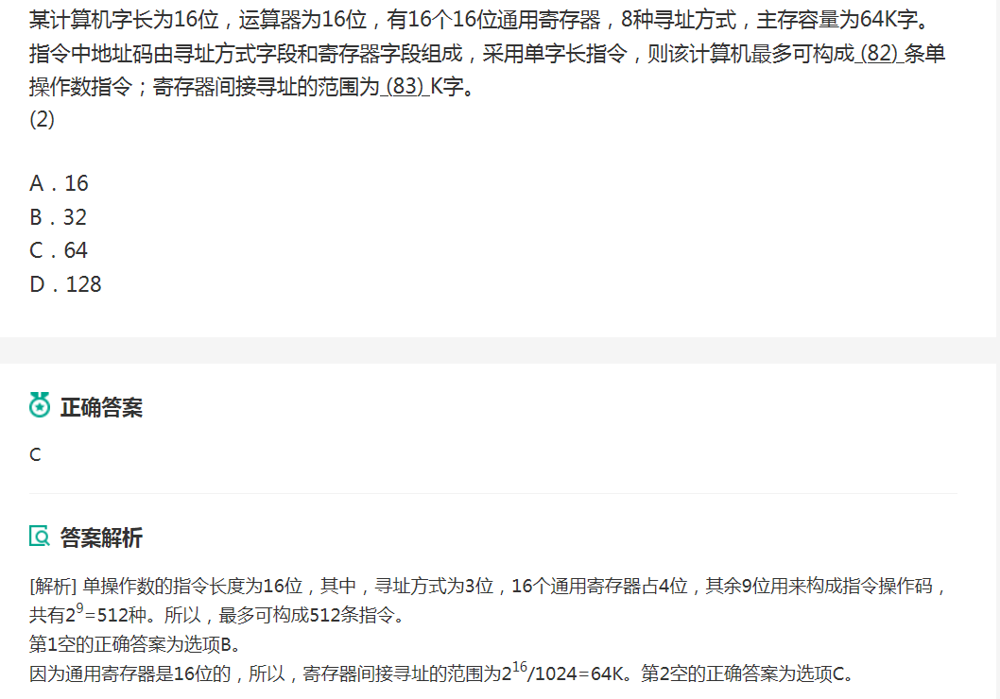 某计算机字长为16位，运算器为16位，有16个16位通用寄存器，8种寻址方式，主存容量为64K字。
指令中地址码由寻址方式字段和寄存器字段组成，采用单字长指令，则该计算机最多可构成 (82) 条单
操作数指令；寄存器间接寻址的范围为 (83) K字。
(2)
A．16
B．32
C．64
D．128
正确答案
C
答案解析
[解析] 单操作数的指令长度为16位，其中，寻址方式为3位，16个通用寄存器占4位，其余9位用来构成指令操作码，
共有2⁹=512种。所以，最多可构成512条指令。
第1空的正确答案为选项B。
因为通用寄存器是16位的，所以，寄存器间接寻址的范围为2¹⁶/1024=64K。第2空的正确答案为选项C。